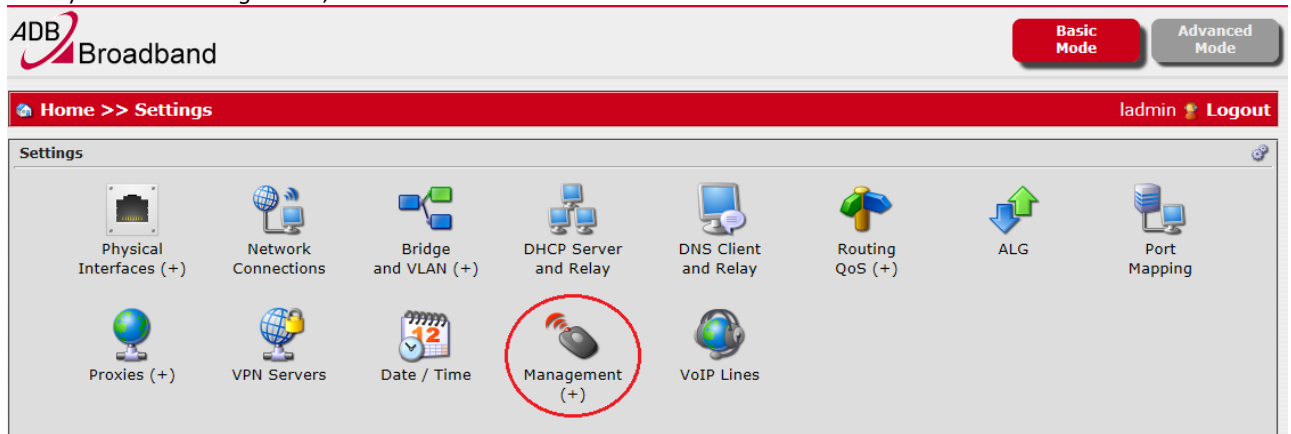 ADB
Broadband
Basic
Mode
Advanced
Mode
Home >> Settings
ladmin Logout
Settings
Physical
Interfaces (+)
Network
Connections
Bridge
and VLAN (+)
DHCP Server
and Relay
DNS Client
and Relay
Routing
QoS (+)
ALG
Port
Mapping
Proxies (+)
VPN Servers
12
Date / Time
Management
(+)
VoIP Lines